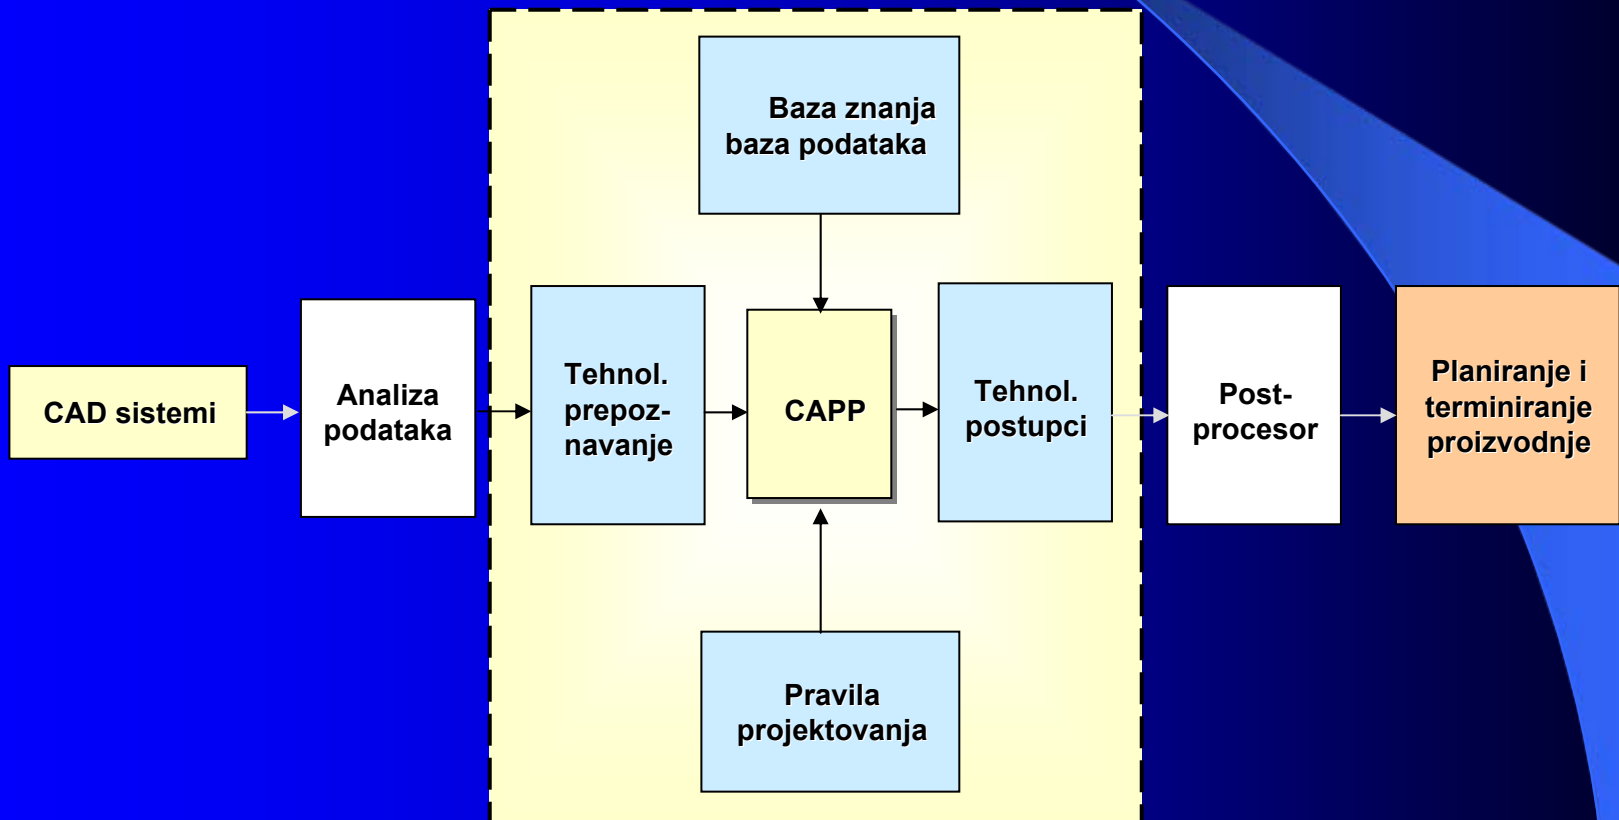 Baza znanja
baza podataka
CAD sistemi
Analiza
podataka
Tehnol.
prepoz-
navanje
CAPP
Tehnol.
postupci
Post-
procesor
Planiranje i
terminiranje
proizvodnje
Pravila
projektovanja